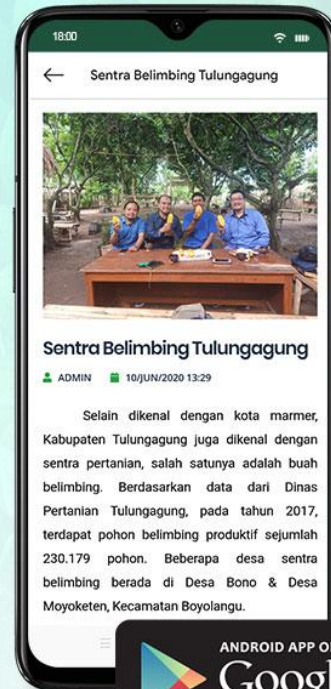 18:00
Sentra Belimbing Tulungagung
Sentra Belimbing Tulungagung
ADMIN 10/JUN/2020 13:29
Selain dikenal dengan kota marmer,
Kabupaten Tulungagung juga dikenal dengan
sentra pertanian, salah satunya adalah buah
belimbing. Berdasarkan data dari Dinas
Pertanian Tulungagung, pada tahun 2017,
terdapat pohon belimbing produktif sejumlah
230.179 pohon. Beberapa desa sentra
belimbing berada di Desa Bono & Desa
Moyoketen, Kecamatan Boyolangu.
ANDROID APP O
Goog